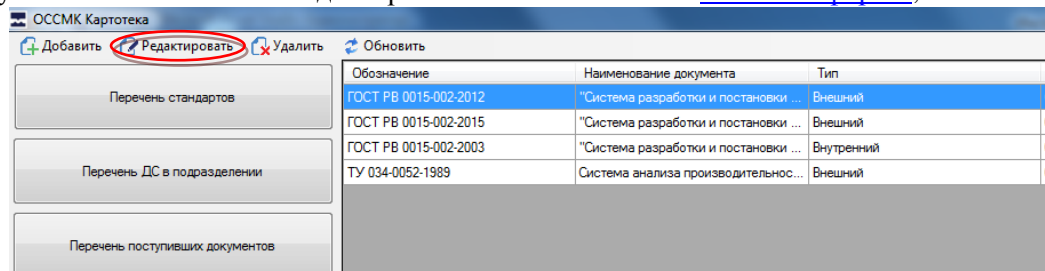 ОССМК Картотека
Добавить Редактировать Удалить Обновить
Обозначение Наименование документа Тип
Перечень стандартов
ГОСТ РВ 0015-002-2012 "Система разработки и постановки ... Внешний
ГОСТ РВ 0015-002-2015 "Система разработки и постановки ... Внешний
ГОСТ РВ 0015-002-2003 "Система разработки и постановки ... Внутренний
Перечень ДС в подразделении
ТУ 034-0052-1989 Система анализа производительнос... Внешний
Перечень поступивших документов